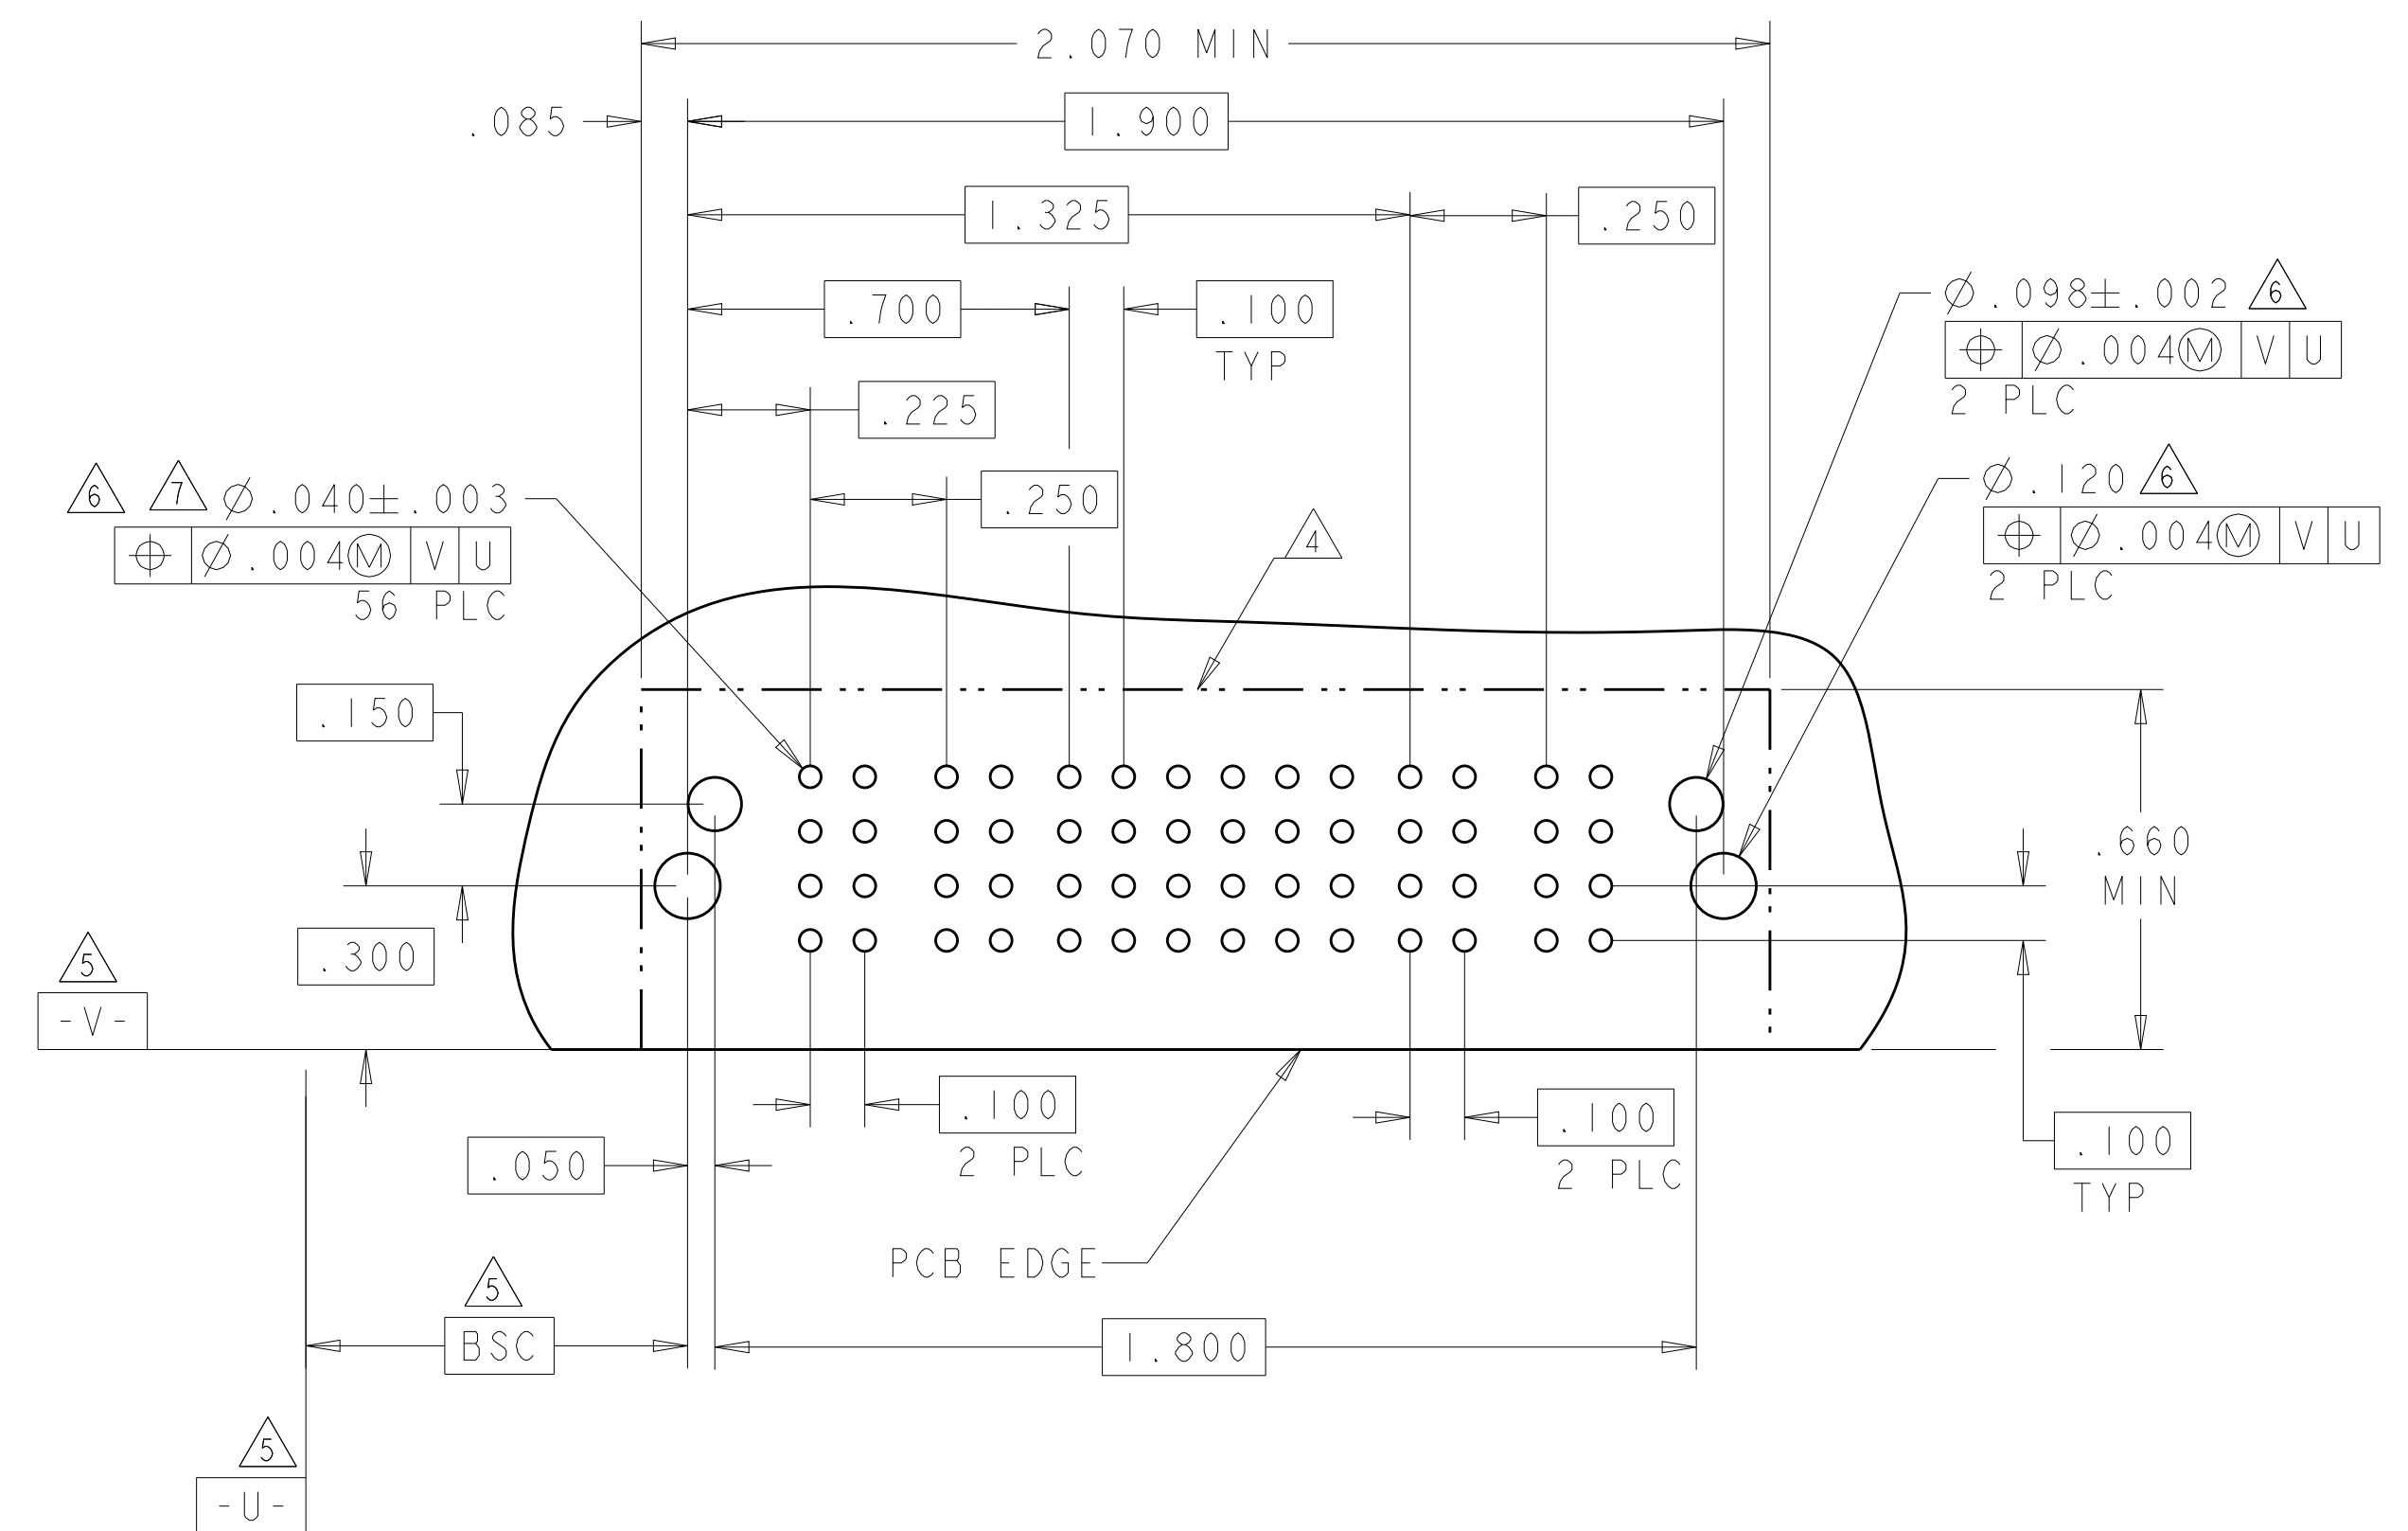 2.070 MIN
.085
1.900
1.325
.250
.700
.100
TYP
⌀.098±.002 6
⌖ ⌀.004Ⓜ V U
2 PLC
.225
.250
6 7 ⌀.040±.003
⌖ ⌀.004Ⓜ V U
56 PLC
⌀.120 6
⌖ ⌀.004Ⓜ V U
2 PLC
4
.150
.660
MIN
.300
5
-V-
.100
2 PLC
.100
2 PLC
.100
TYP
.050
PCB EDGE
5
BSC
1.800
5
-U-